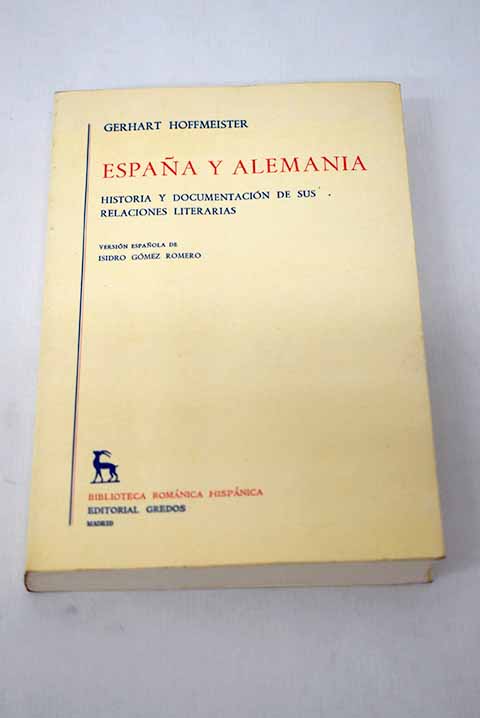 GERHART HOFFMEISTER
ESPAÑA Y ALEMANIA
HISTORIA Y DOCUMENTACIÓN DE SUS
RELACIONES LITERARIAS
VERSIÓN ESPAÑOLA DE
ISIDRO GÓMEZ ROMERO
BIBLIOTECA ROMÁNICA HISPÁNICA
EDITORIAL GREDOS
MADRID